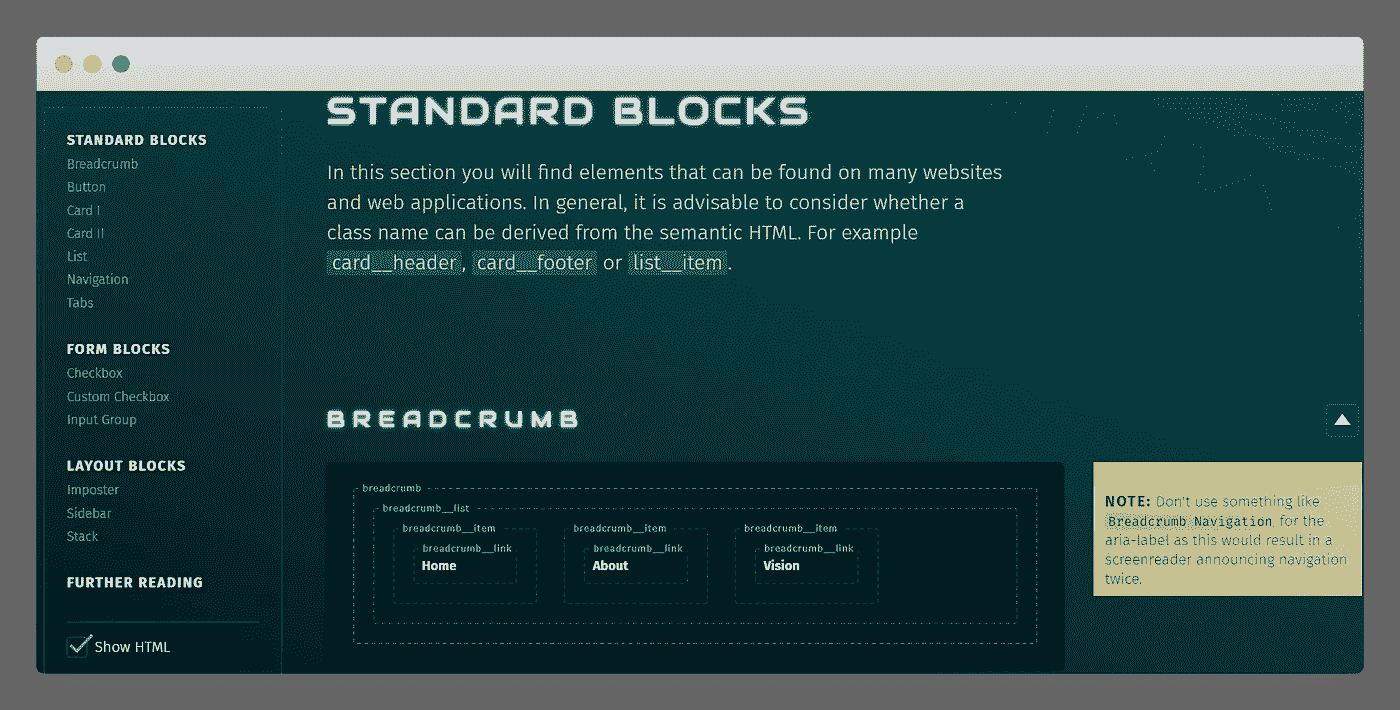 STANDARD BLOCKS
Breadcrumb
Button
Card I
Card II
List
Navigation
Tabs
FORM BLOCKS
Checkbox
Custom Checkbox
Input Group
LAYOUT BLOCKS
Imposter
Sidebar
Stack
FURTHER READING
Show HTML
STANDARD BLOCKS
In this section you will find elements that can be found on many websites
and web applications. In general, it is advisable to consider whether a
class name can be derived from the semantic HTML. For example
card__header, card__footer or list__item.
BREADCRUMB
breadcrumb
breadcrumb__list
breadcrumb__item breadcrumb__item breadcrumb__item
breadcrumb__link breadcrumb__link breadcrumb__link
Home About Vision
NOTE: Don't use something like
Breadcrumb Navigation for the
aria-label as this would result in a
screenreader announcing navigation
twice.